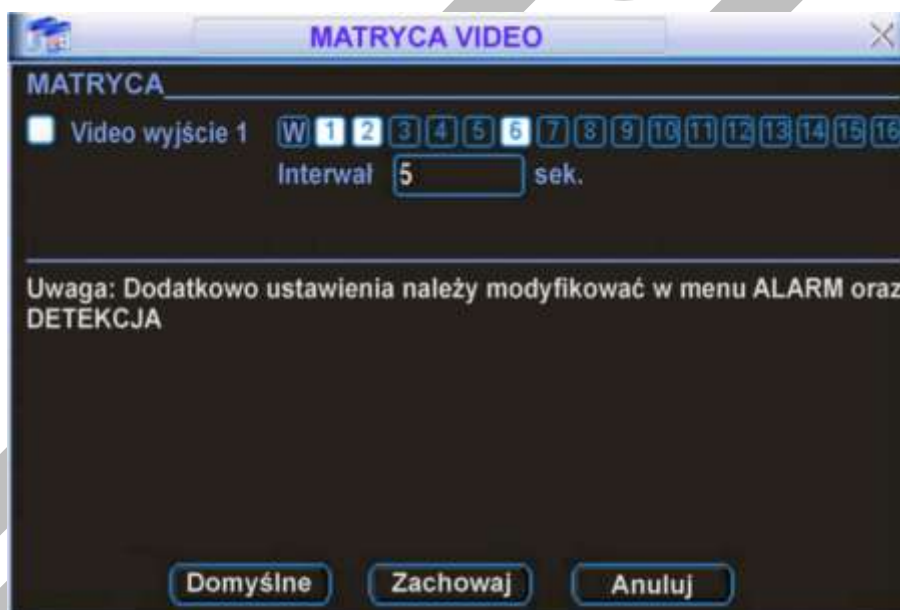 MATRYCA VIDEO
MATRYCA
Video wyjście 1 W 1 2 3 4 5 6 7 8 9 10 11 12 13 14 15 16
Interwał 5 sek.
Uwaga: Dodatkowo ustawienia należy modyfikować w menu ALARM oraz
DETEKCJA
Domyślne Zachowaj Anuluj